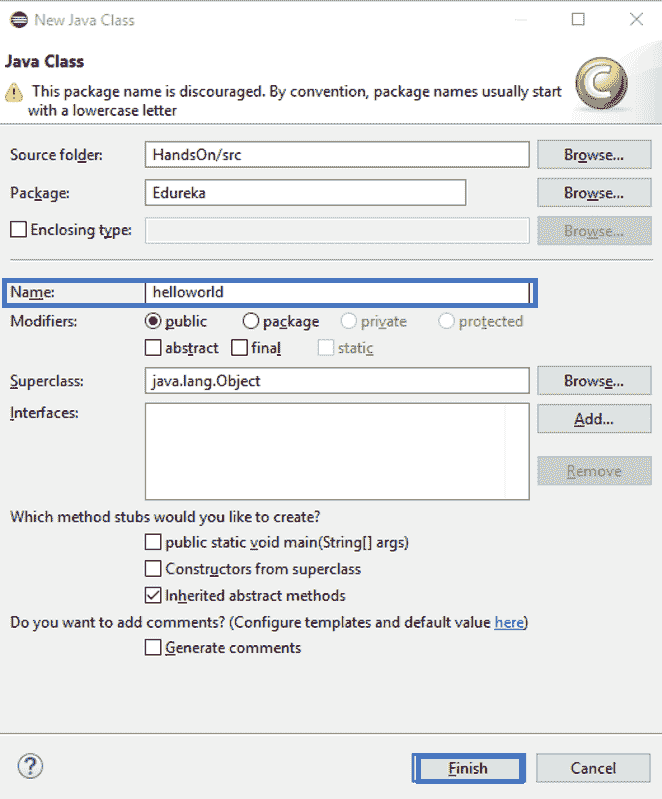 New Java Class
Java Class
This package name is discouraged. By convention, package names usually start
with a lowercase letter
C
Source folder: HandsOn/src Browse...
Package: Edureka Browse...
Enclosing type: Browse...
Name: helloworld
Modifiers: public package private protected
abstract final static
Superclass: java.lang.Object Browse...
Interfaces: Add...
Remove
Which method stubs would you like to create?
public static void main(String[] args)
Constructors from superclass
Inherited abstract methods
Do you want to add comments? (Configure templates and default value here)
Generate comments
? Finish Cancel